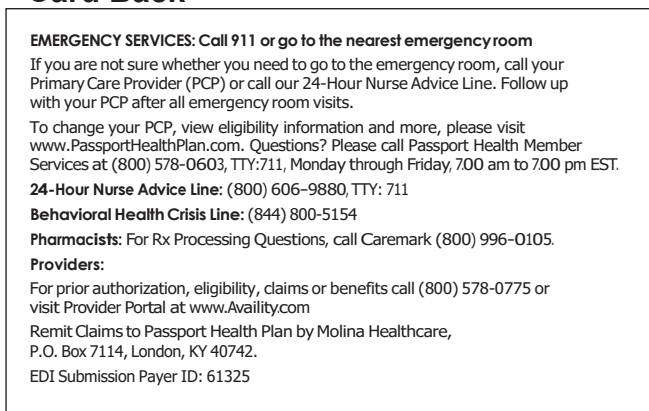 Card Back
EMERGENCY SERVICES: Call 911 or go to the nearest emergency room
If you are not sure whether you need to go to the emergency room, call your
Primary Care Provider (PCP) or call our 24-Hour Nurse Advice Line. Follow up
with your PCP after all emergency room visits.
To change your PCP, view eligibility information and more, please visit
www.PassportHealthPlan.com. Questions? Please call Passport Health Member
Services at (800) 578-0603, TTY:711, Monday through Friday, 7.00 am to 7.00 pm EST.
24-Hour Nurse Advice Line: (800) 606-9880, TTY: 711
Behavioral Health Crisis Line: (844) 800-5154
Pharmacists: For Rx Processing Questions, call Caremark (800) 996-0105.
Providers:
For prior authorization, eligibility, claims or benefits call (800) 578-0775 or
visit Provider Portal at www.Availity.com
Remit Claims to Passport Health Plan by Molina Healthcare,
P.O. Box 7114, London, KY 40742.
EDI Submission Payer ID: 61325